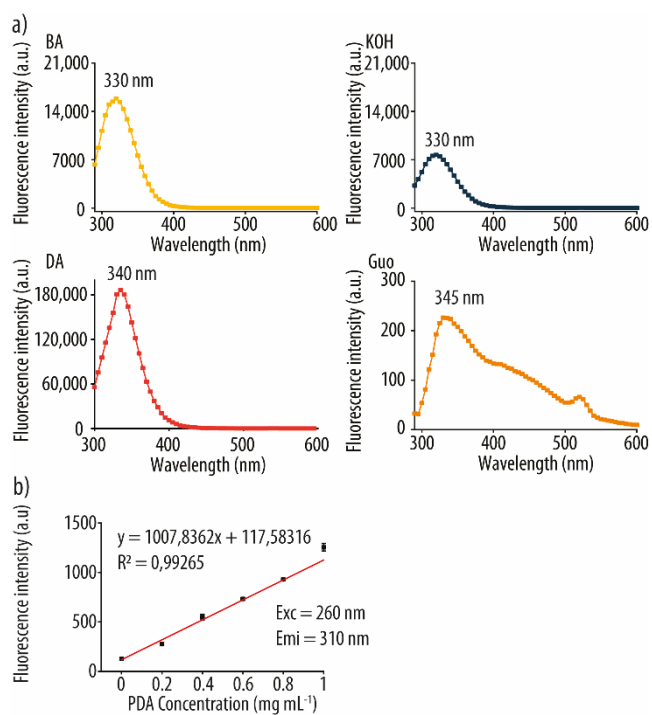 a)
BA
Fluorescence intensity (a.u.)
21,000
14,000
7000
0
330 nm
300
400
500
600
Wavelength (nm)
KOH
Fluorescence intensity (a.u.)
21,000
14,000
7000
0
330 nm
300
400
500
600
Wavelength (nm)
DA
Fluorescence intensity (a.u.)
180,000
120,000
60,000
0
340 nm
300
400
500
600
Wavelength (nm)
Guo
Fluorescence intensity (a.u.)
300
200
100
0
345 nm
300
400
500
600
Wavelength (nm)
b)
Fluorescence intensity (a.u)
1500
1000
500
0
y = 1007,8362x + 117,58316
R² = 0,99265
Exc = 260 nm
Emi = 310 nm
0
0.2
0.4
0.6
0.8
1
PDA Concentration (mg mL⁻¹)